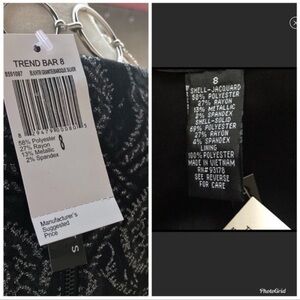 TREND BAR 8
58% Polyester
27% Rayon
13% Metallic
2% Spandex
8
Manufacturer's
Suggested
Price
S
8
SHELL-JACQUARD
58% POLYESTER
27% RAYON
13% METALLIC
2% SPANDEX
SHELL-SOLID
69% POLYESTER
27% RAYON
4% SPANDEX
LINING
100% POLYESTER
MADE IN VIETNAM
RN# 93176
SEE REVERSE
FOR CARE
PhotoGrid